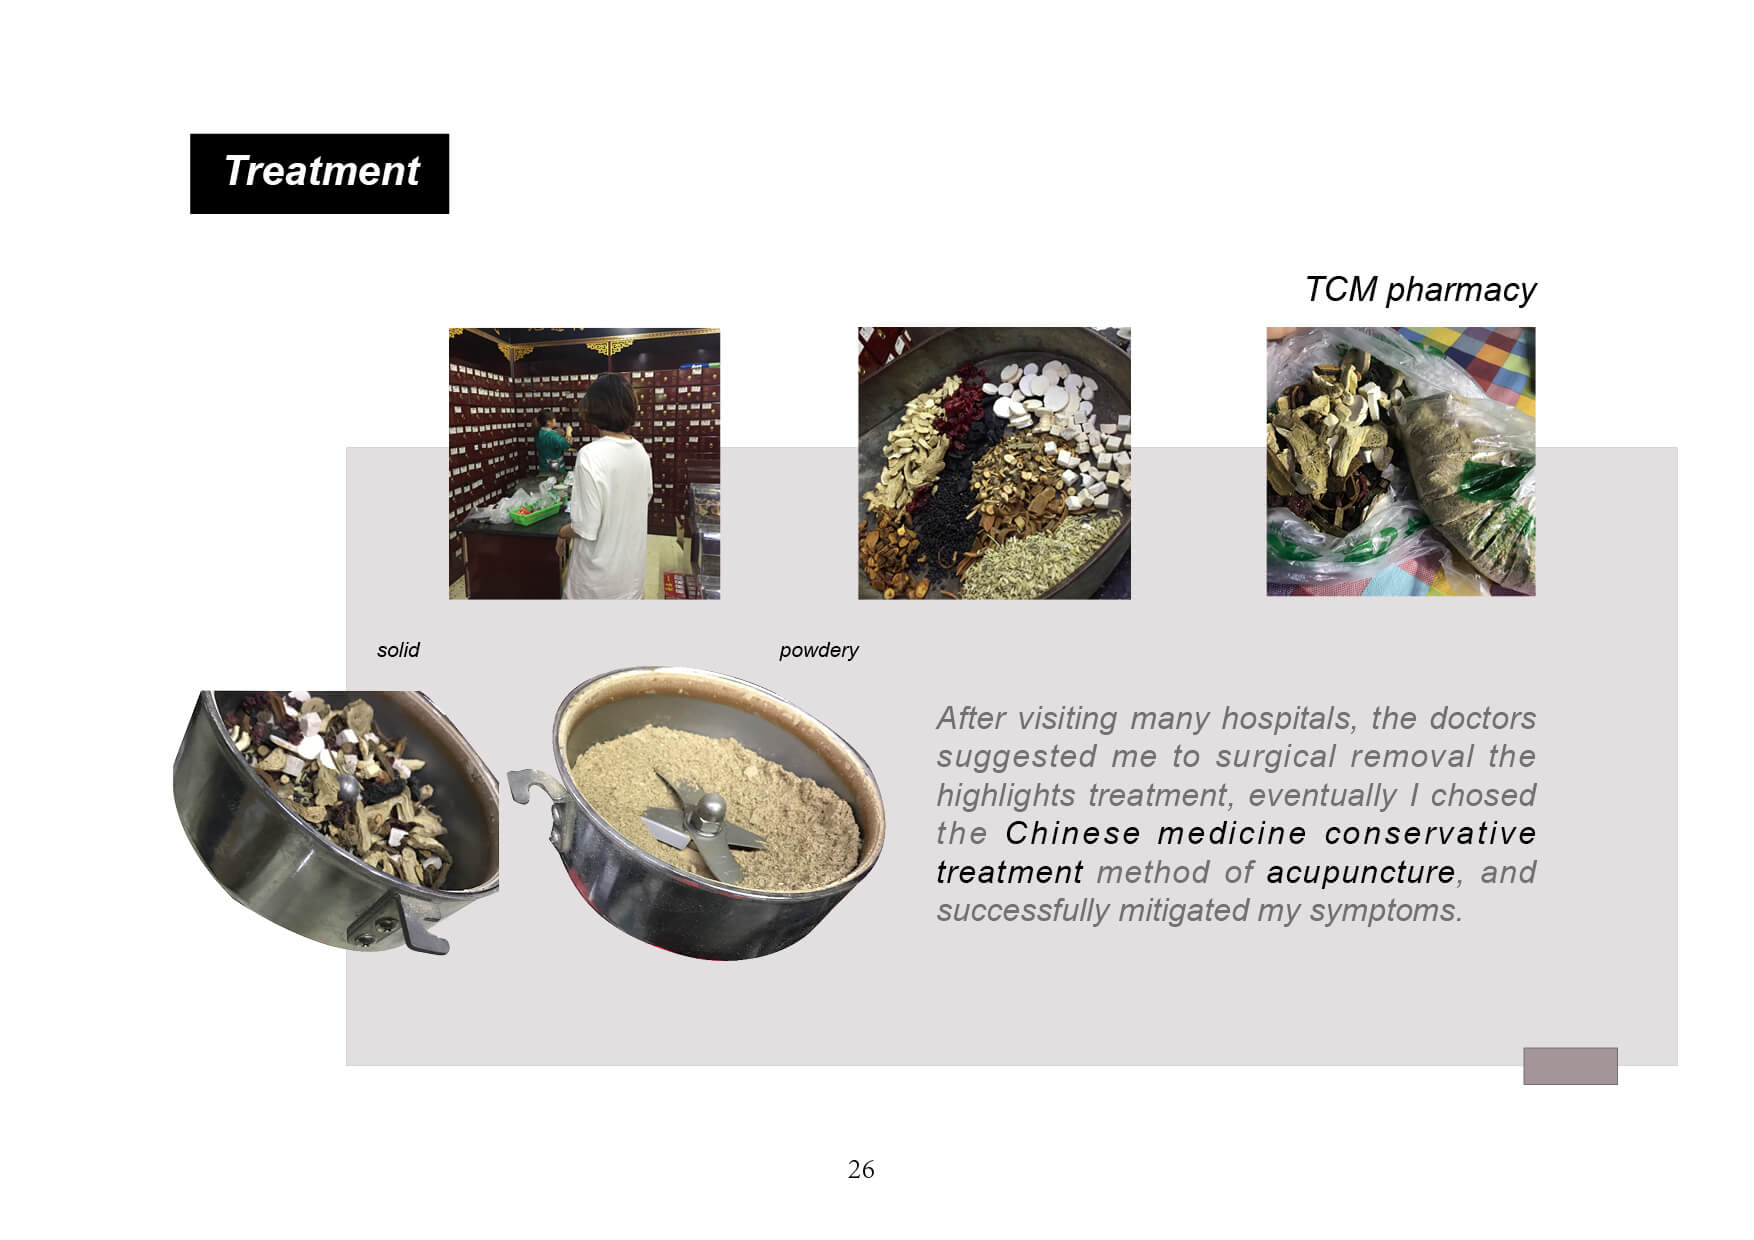 Treatment
TCM pharmacy
solid
powdery
After visiting many hospitals, the doctors
suggested me to surgical removal the
highlights treatment, eventually I chosed
the Chinese medicine conservative
treatment method of acupuncture, and
successfully mitigated my symptoms.
26